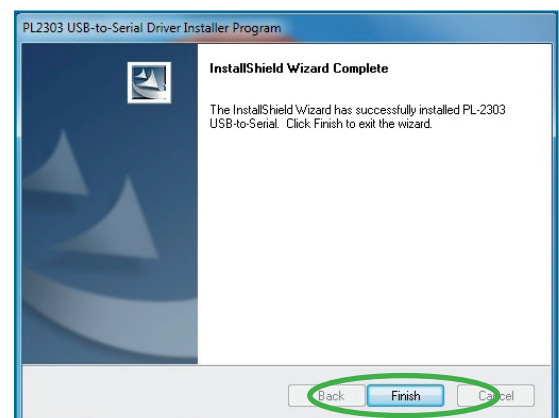 PL2303 USB-to-Serial Driver Installer Program
InstallShield Wizard Complete
The InstallShield Wizard has successfully installed PL-2303
USB-to-Serial. Click Finish to exit the wizard.
Back Finish Cancel